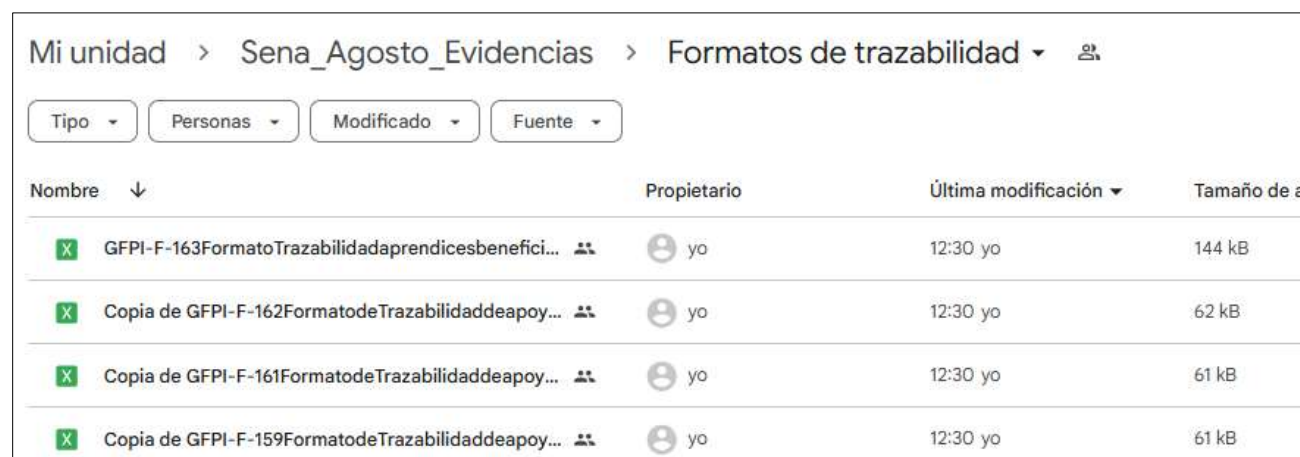 Mi unidad > Sena_Agosto_Evidencias > Formatos de trazabilidad
Tipo Personas Modificado Fuente
Nombre Propietario Última modificación Tamaño de a
GFPI-F-163FormatoTrazabilidadaprendicesbenefici... yo 12:30 yo 144 kB
Copia de GFPI-F-162FormatodeTrazabilidaddeapoy... yo 12:30 yo 62 kB
Copia de GFPI-F-161FormatodeTrazabilidaddeapoy... yo 12:30 yo 61 kB
Copia de GFPI-F-159FormatodeTrazabilidaddeapoy... yo 12:30 yo 61 kB